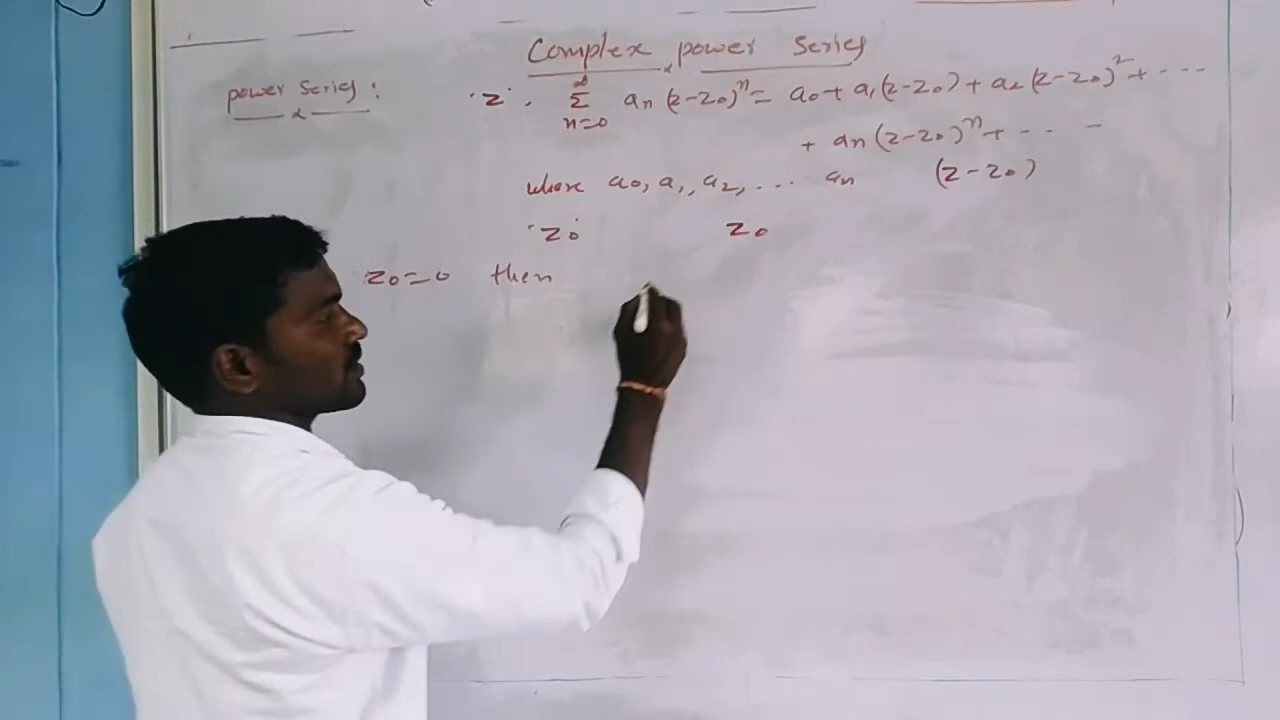 Complex power Series
power Series : 'z'. ∞ Σ n=0 an (z-z0)^n = a0 + a1(z-z0) + a2 (z-z0)^2 + ...
+ an (z-z0)^n + ... -
where a0, a1, a2, ... an (z-z0)
'z0' z0
z0=0 then